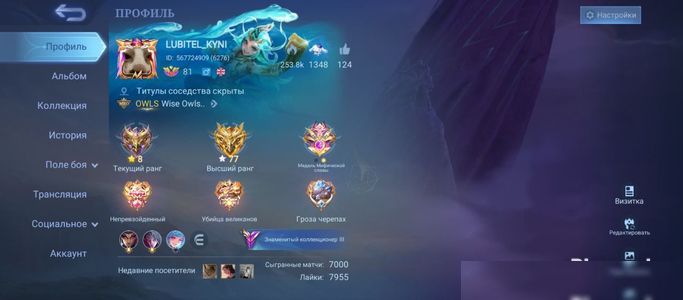 ПРОФИЛЬ
Настройки
Профиль
LUBITEL_KYNI
ID: 567724909 (6276)
81
253.8k
1348
124
Альбом
Титулы соседства скрыты
OWLS Wise Owls..
Коллекция
История
8
77
Текущий ранг
Высший ранг
Медаль Мифической славы
Поле боя
Трансляция
Непревзойденный
Убийца великанов
Гроза черепах
Визитка
Социальное
Знаменитый коллекционер III
Редактировать
Аккаунт
Недавние посетители
Сыгранные матчи: 7000
Лайки: 7955